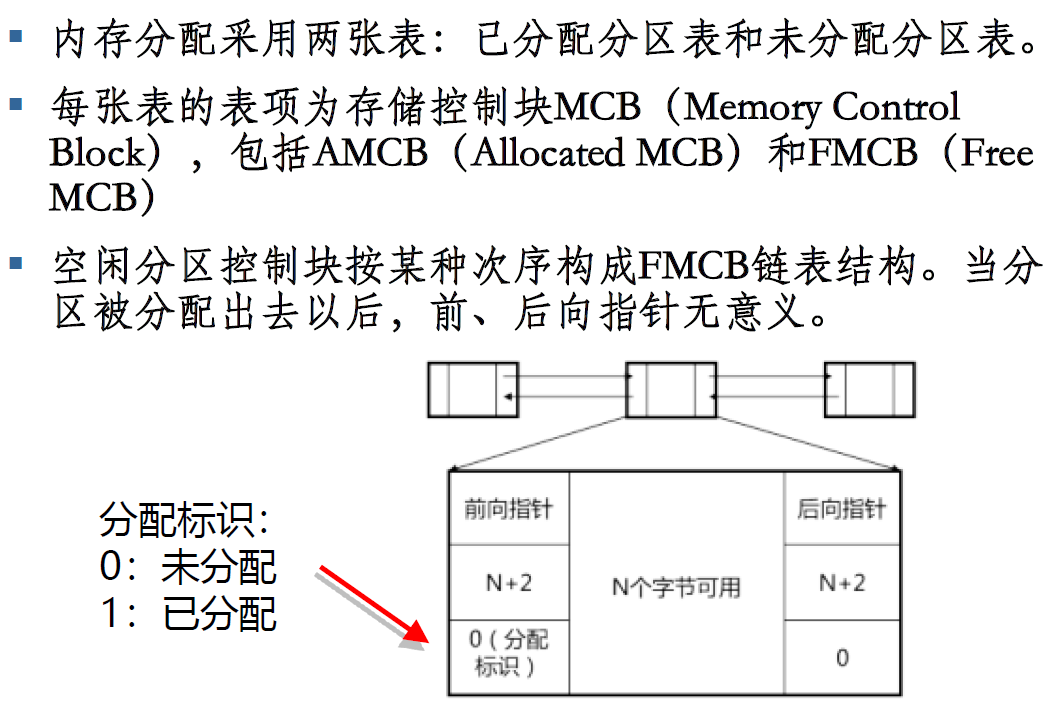 内存分配采用两张表：已分配分区表和未分配分区表。
每张表的表项为存储控制块MCB（Memory Control
Block），包括AMCB（Allocated MCB）和FMCB（Free
MCB）
空闲分区控制块按某种次序构成FMCB链表结构。当分
区被分配出去以后，前、后向指针无意义。
分配标识：
0：未分配
1：已分配
前向指针
N+2
0（分配
标识）
N个字节可用
后向指针
N+2
0